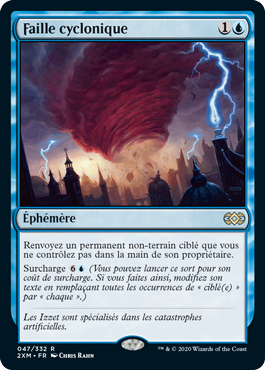 Faille cyclonique 1
Éphémère
Renvoyez un permanent non-terrain ciblé que vous
ne contrôlez pas dans la main de son propriétaire.
Surcharge 6 (Vous pouvez lancer ce sort pour son
coût de surcharge. Si vous faites ainsi, modifiez son
texte en remplaçant toutes les occurrences de « ciblé(e) »
par « chaque ».)
Les Izzet sont spécialisés dans les catastrophes
artificielles.
047/332 R
2XM • FR Chris Rahn
™ & © 2020 Wizards of the Coast